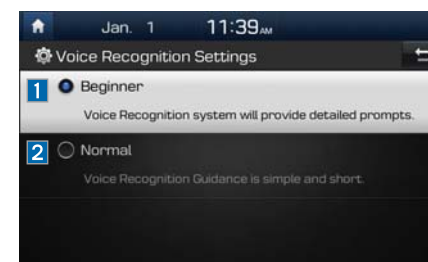 Jan. 1 11:39AM
Voice Recognition Settings
1 Beginner
Voice Recognition system will provide detailed prompts.
2 Normal
Voice Recognition Guidance is simple and short.